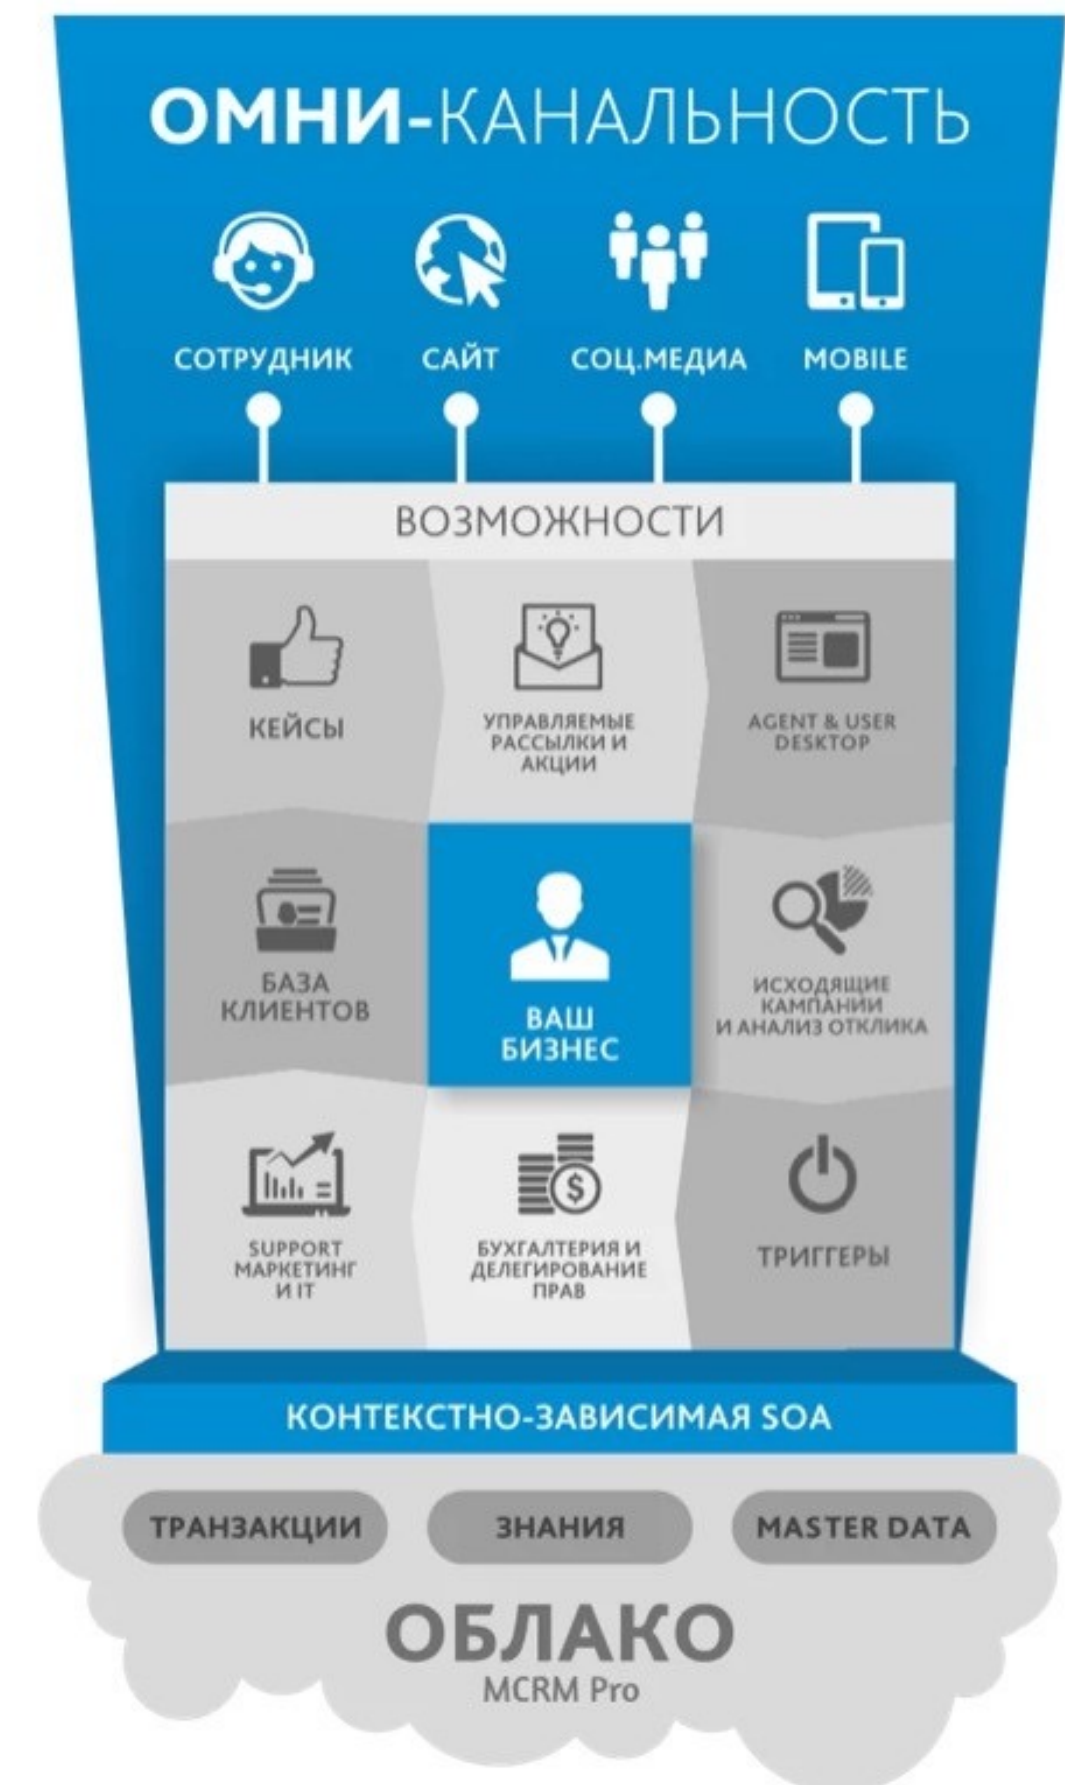 ОМНИ-КАНАЛЬНОСТЬ
СОТРУДНИК
САЙТ
СОЦ.МЕДИА
MOBILE
ВОЗМОЖНОСТИ
КЕЙСЫ
УПРАВЛЯЕМЫЕ
РАССЫЛКИ И
АКЦИИ
AGENT & USER
DESKTOP
БАЗА
КЛИЕНТОВ
ВАШ
БИЗНЕС
ИСХОДЯЩИЕ
КАМПАНИИ
И АНАЛИЗ ОТКЛИКА
SUPPORT
МАРКЕТИНГ
И IT
$
БУХГАЛТЕРИЯ И
ДЕЛЕГИРОВАНИЕ
ПРАВ
ТРИГГЕРЫ
КОНТЕКСТНО-ЗАВИСИМАЯ SOA
ТРАНЗАКЦИИ
ЗНАНИЯ
MASTER DATA
ОБЛАКО
MCRM Pro